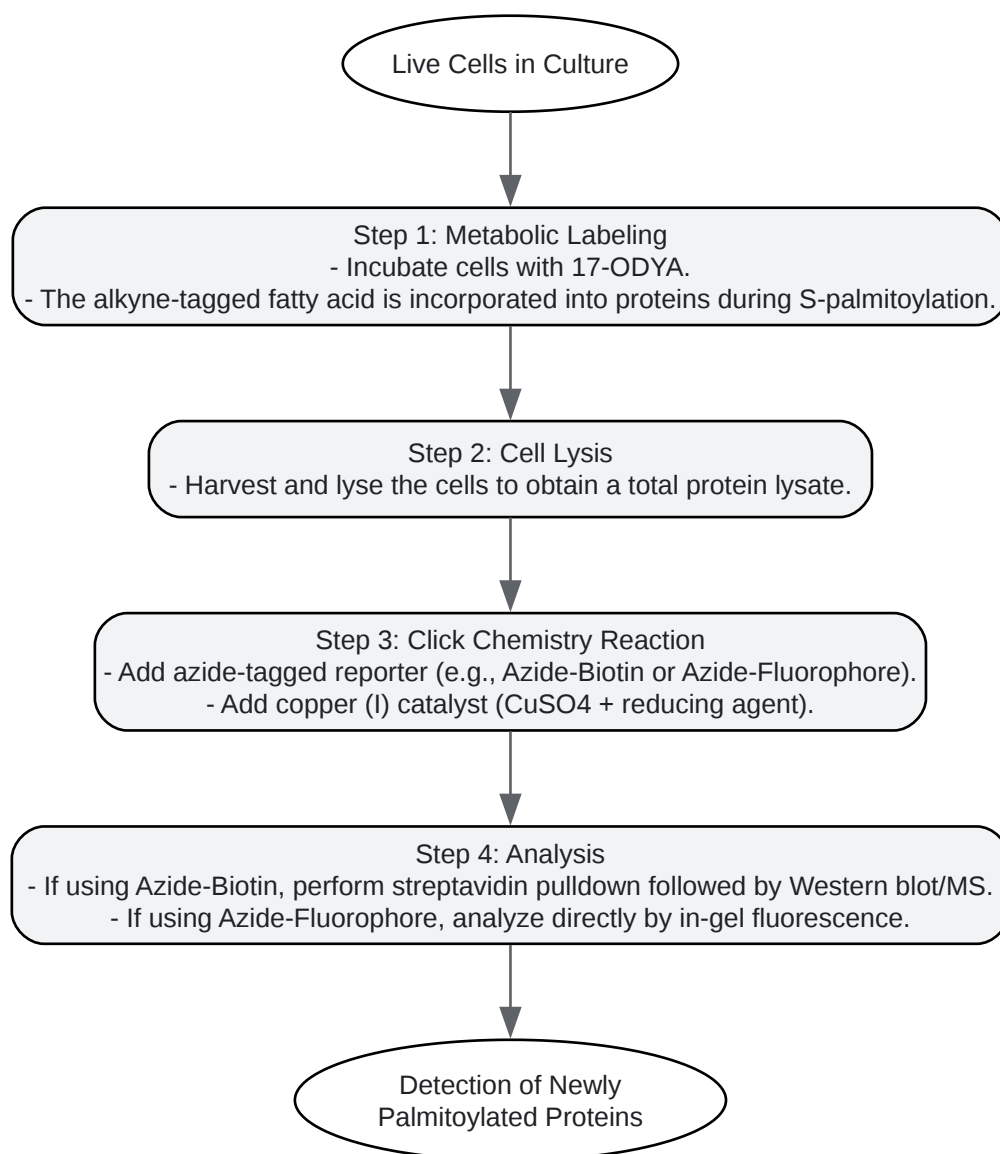 Live Cells in Culture
Step 1: Metabolic Labeling
- Incubate cells with 17-ODYA.
- The alkyne-tagged fatty acid is incorporated into proteins during S-palmitoylation.
Step 2: Cell Lysis
- Harvest and lyse the cells to obtain a total protein lysate.
Step 3: Click Chemistry Reaction
- Add azide-tagged reporter (e.g., Azide-Biotin or Azide-Fluorophore).
- Add copper (I) catalyst (CuSO4 + reducing agent).
Step 4: Analysis
- If using Azide-Biotin, perform streptavidin pulldown followed by Western blot/MS.
- If using Azide-Fluorophore, analyze directly by in-gel fluorescence.
Detection of Newly
Palmitoylated Proteins